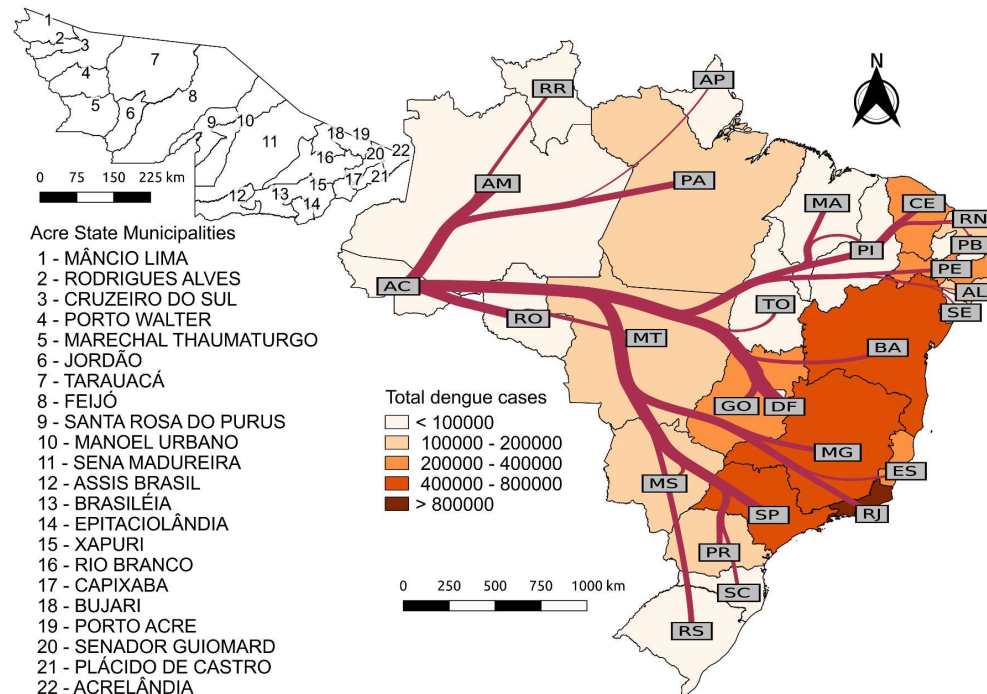 1
2
3
4
5
6
7
8
9
10
11
12
13
14
15
16
17
18
19
20
21
22
0 75 150 225 km
Acre State Municipalities
1 - MÂNCIO LIMA
2 - RODRIGUES ALVES
3 - CRUZEIRO DO SUL
4 - PORTO WALTER
5 - MARECHAL THAUMATURGO
6 - JORDÃO
7 - TARAUACÁ
8 - FEIJÓ
9 - SANTA ROSA DO PURUS
10 - MANOEL URBANO
11 - SENA MADUREIRA
12 - ASSIS BRASIL
13 - BRASILÉIA
14 - EPITACIOLÂNDIA
15 - XAPURI
16 - RIO BRANCO
17 - CAPIXABA
18 - BUJARI
19 - PORTO ACRE
20 - SENADOR GUIOMARD
21 - PLÁCIDO DE CASTRO
22 - ACRELÂNDIA
N
RR
AP
AM
PA
MA
CE
RN
PI
PB
AC
PE
AL
TO
SE
RO
MT
BA
GO
DF
MG
ES
MS
SP
RJ
PR
SC
RS
Total dengue cases
< 100000
100000 - 200000
200000 - 400000
400000 - 800000
> 800000
0 250 500 750 1000 km